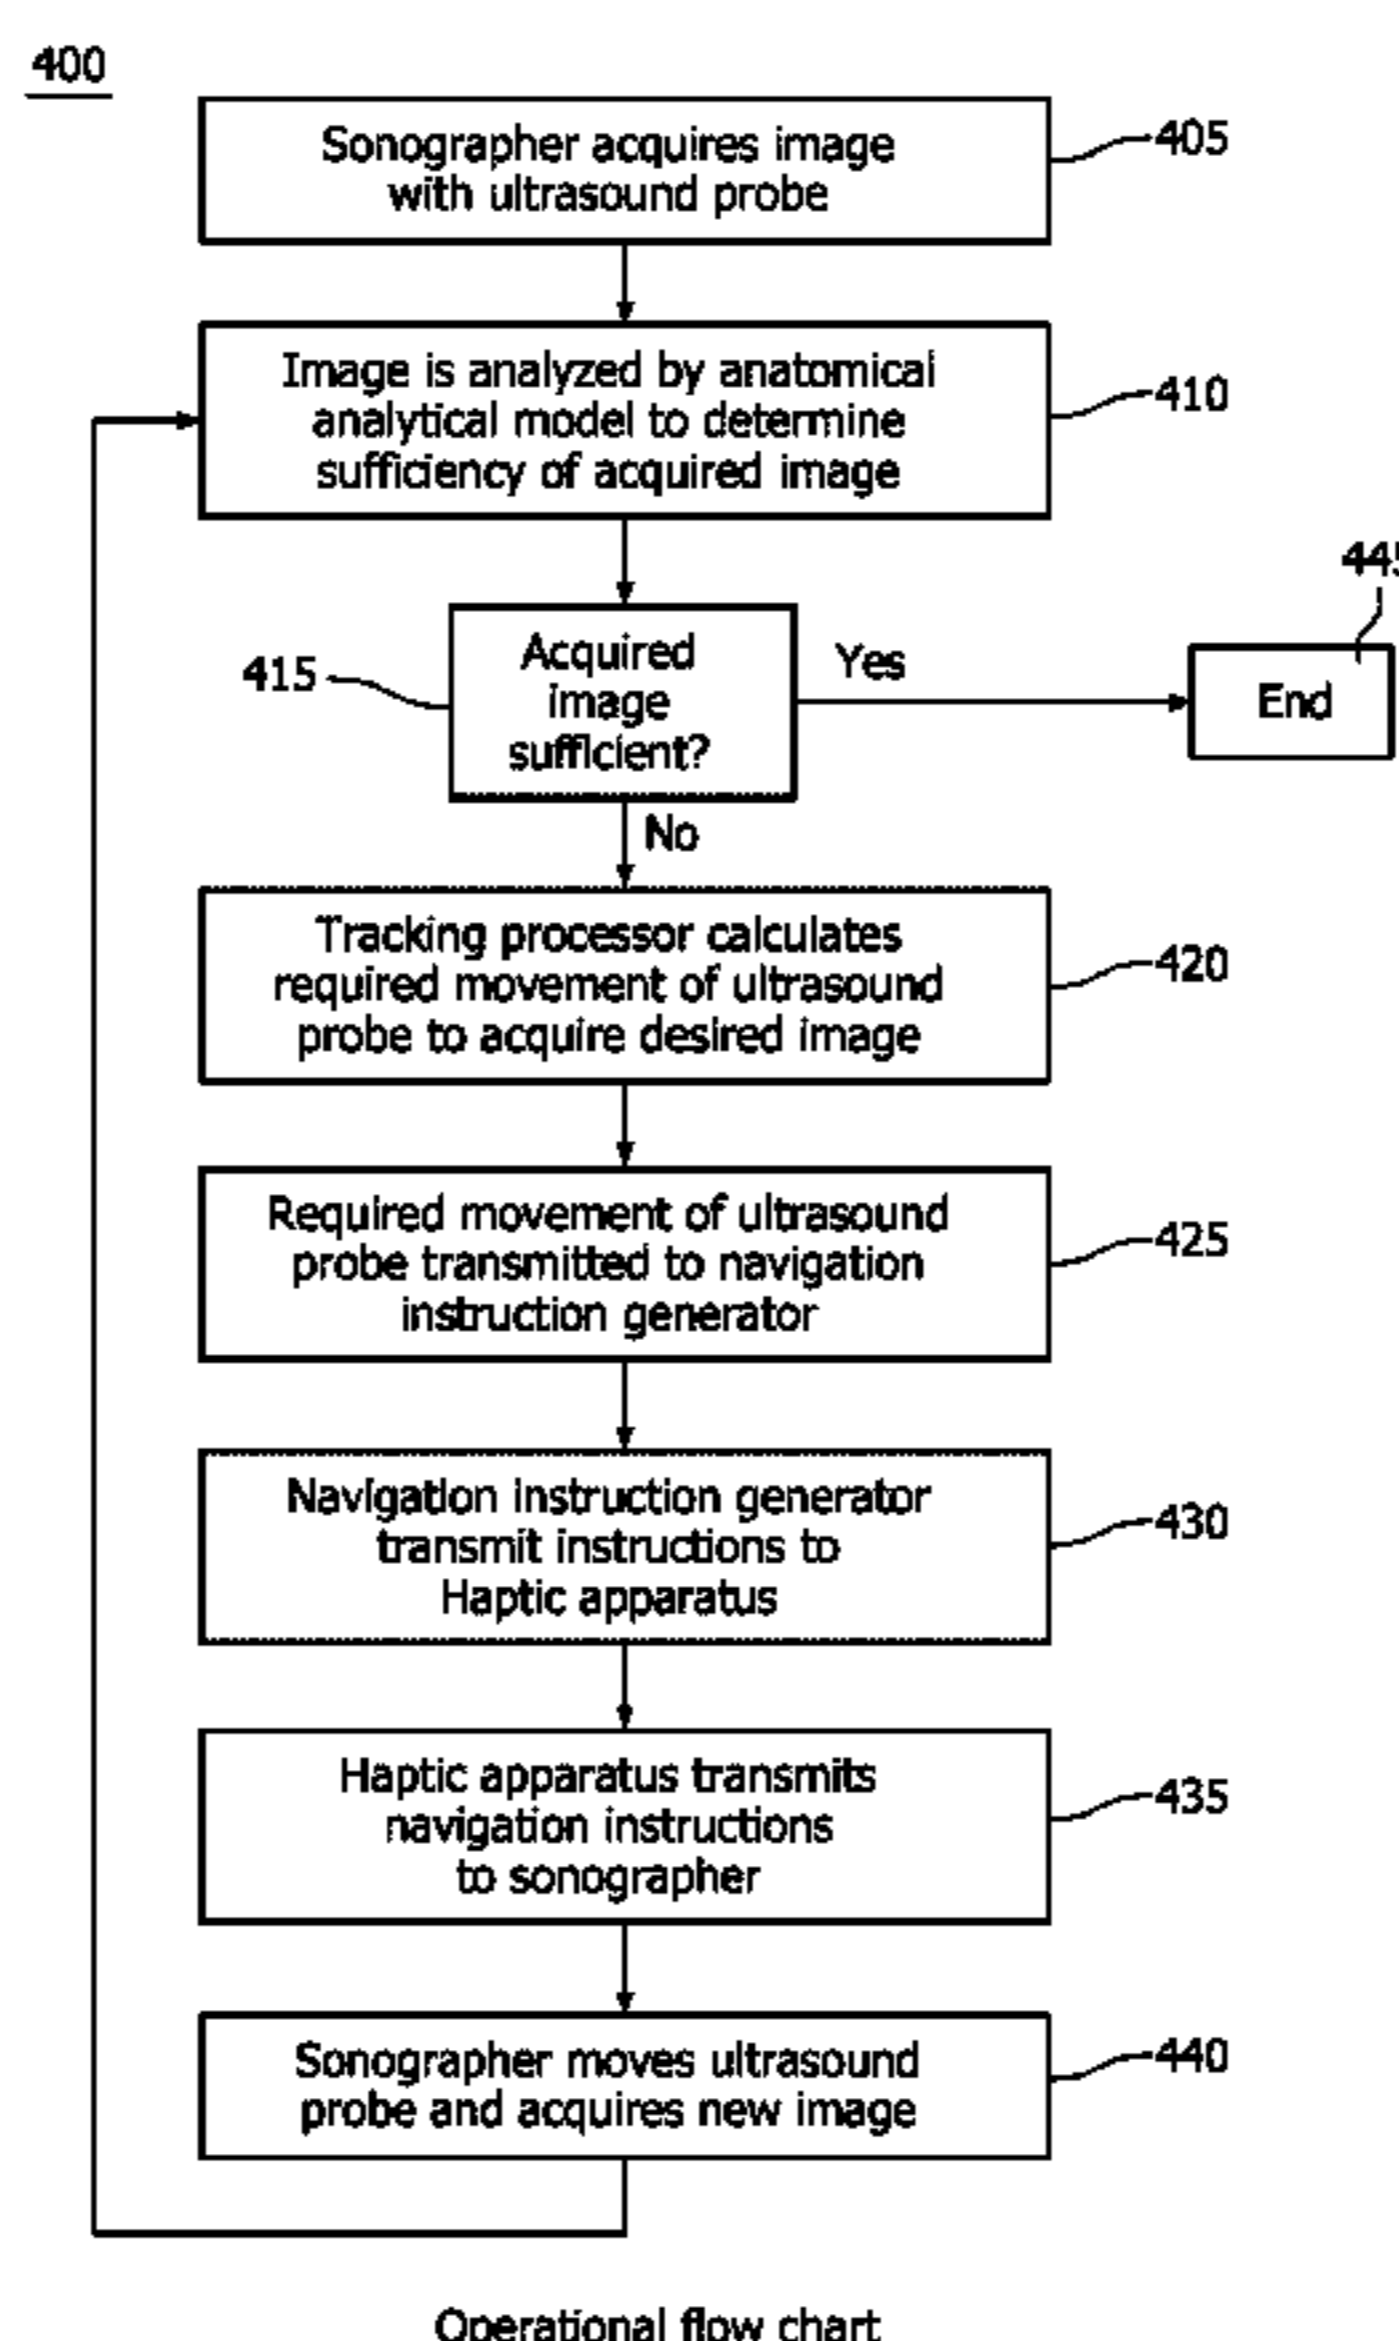 400
Sonographer acquires image
with ultrasound probe
405
Image is analyzed by anatomical
analytical model to determine
sufficiency of acquired image
410
445
Acquired
image
sufficient?
415
Yes
End
No
Tracking processor calculates
required movement of ultrasound
probe to acquire desired image
420
Required movement of ultrasound
probe transmitted to navigation
instruction generator
425
Navigation instruction generator
transmit instructions to
Haptic apparatus
430
Haptic apparatus transmits
navigation instructions
to sonographer
435
Sonographer moves ultrasound
probe and acquires new image
440
Operational flow chart